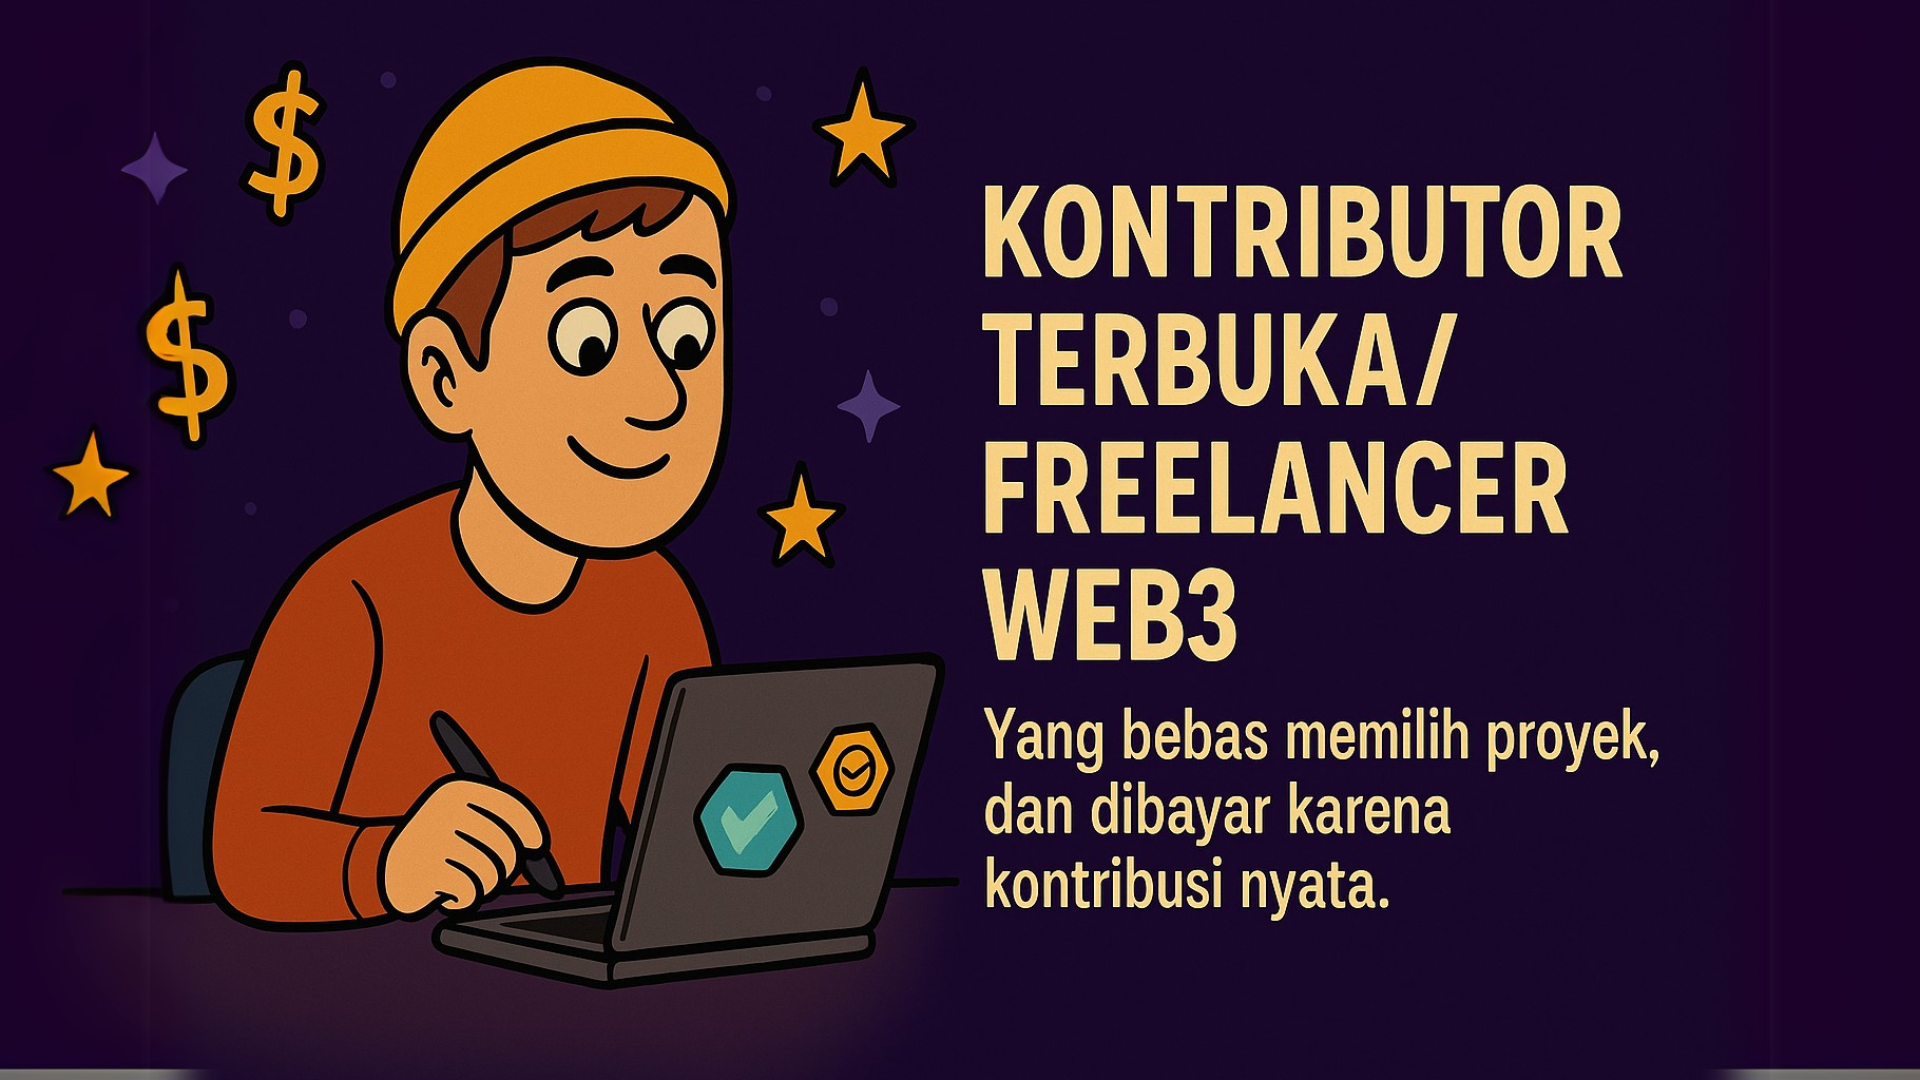 KONTRIBUTOR
TERBUKA/
FREELANCER
WEB3
Yang bebas memilih proyek,
dan dibayar karena
kontribusi nyata.